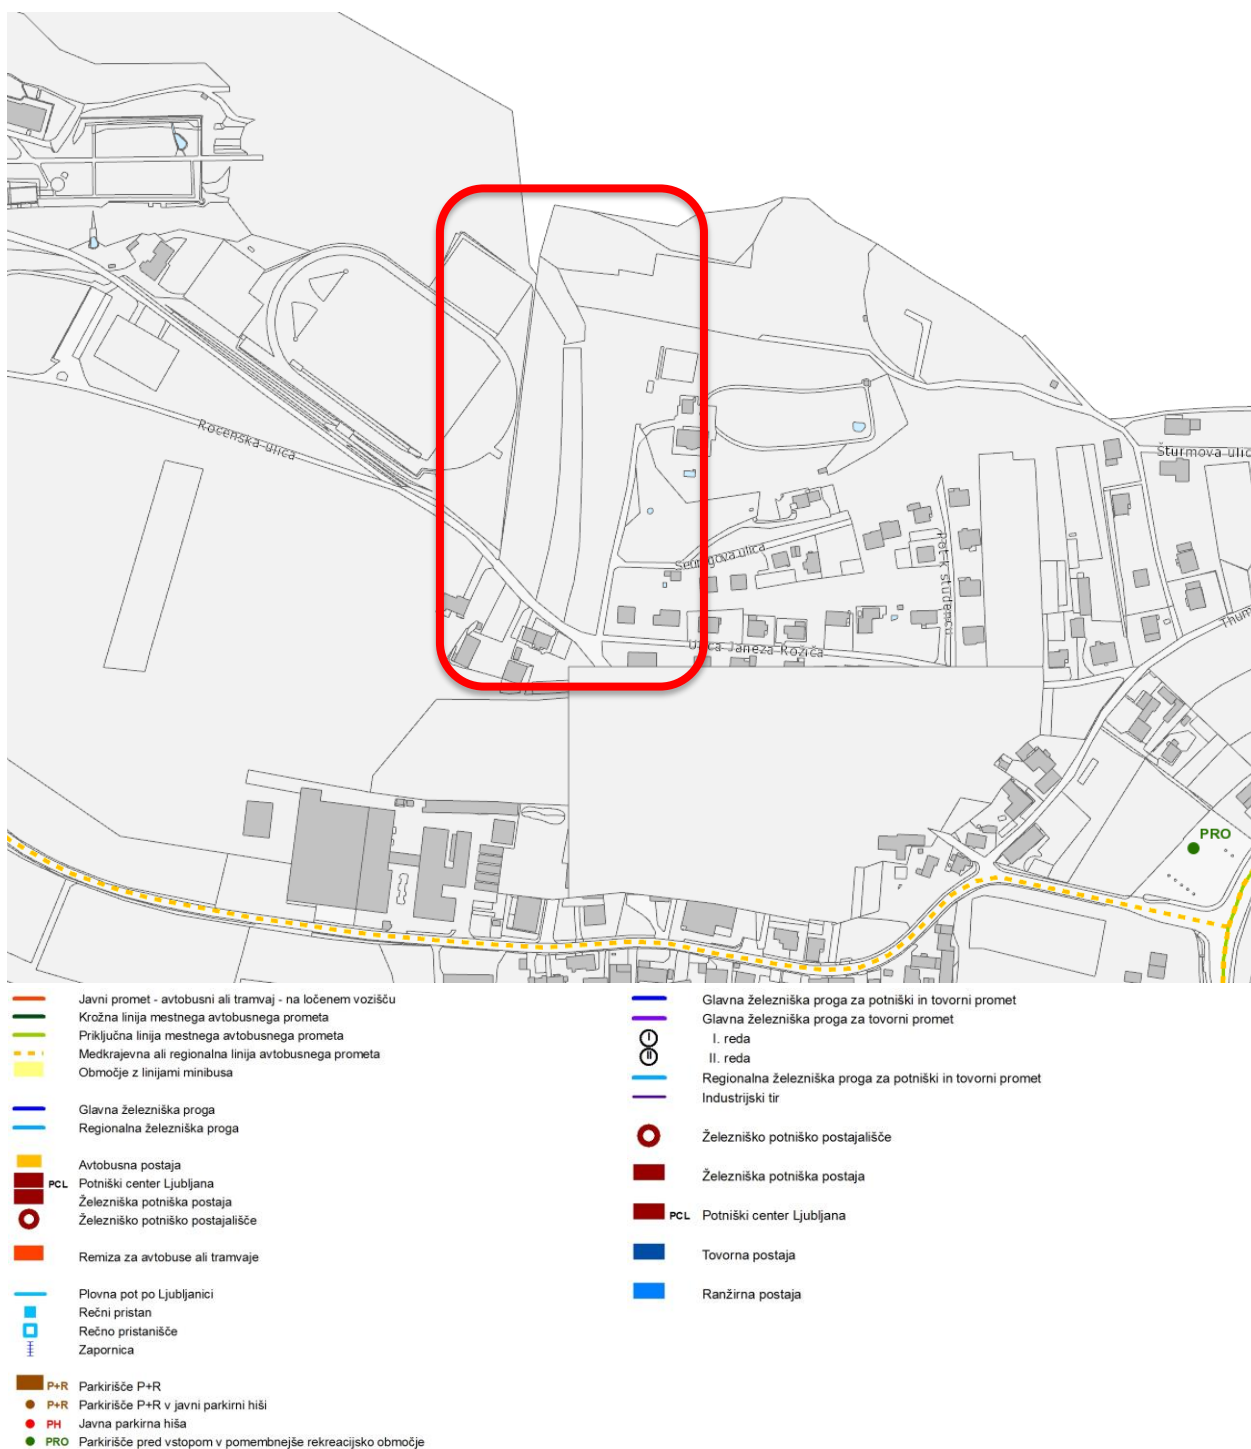 Rocenska ulica
Šturmova ulic
Serugova ulica
Pot k studencu
Ulica Janeza Rožiča
Thum
PRO
Javni promet - avtobusni ali tramvaj - na ločenem vozišču
Krožna linija mestnega avtobusnega prometa
Priključna linija mestnega avtobusnega prometa
Medkrajevna ali regionalna linija avtobusnega prometa
Območje z linijami minibusa
Glavna železniška proga
Regionalna železniška proga
Avtobusna postaja
PCL Potniški center Ljubljana
Železniška potniška postaja
Železniško potniško postajališče
Remiza za avtobuse ali tramvaje
Plovna pot po Ljubljanici
Rečni pristan
Rečno pristanišče
Zapornica
P+R Parkirišče P+R
P+R Parkirišče P+R v javni parkirni hiši
PH Javna parkirna hiša
PRO Parkirišče pred vstopom v pomembnejše rekreacijsko območje
Glavna železniška proga za potniški in tovorni promet
Glavna železniška proga za tovorni promet
I I. reda
II II. reda
Regionalna železniška proga za potniški in tovorni promet
Industrijski tir
Železniško potniško postajališče
Železniška potniška postaja
PCL Potniški center Ljubljana
Tovorna postaja
Ranžirna postaja